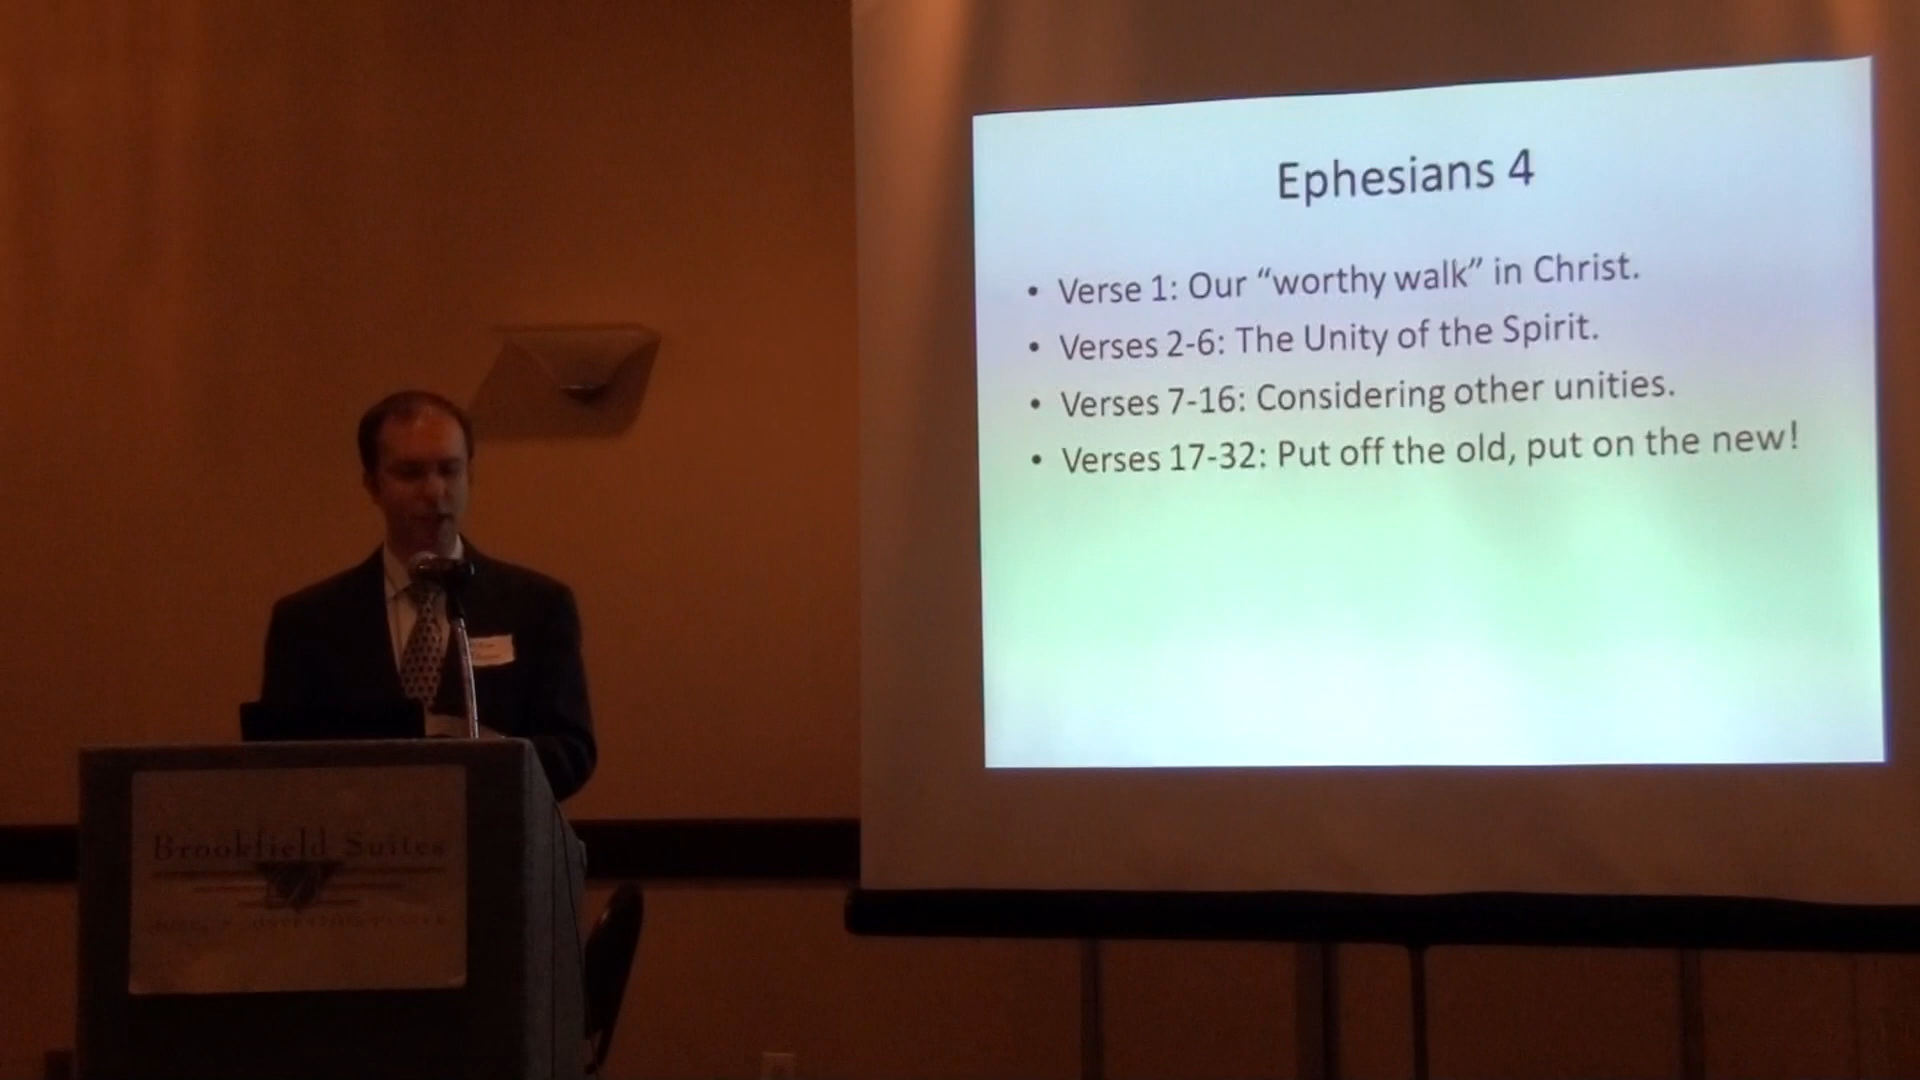 Ephesians 4
• Verse 1: Our “worthy walk” in Christ.
• Verses 2-6: The Unity of the Spirit.
• Verses 7-16: Considering other unities.
• Verses 17-32: Put off the old, put on the new!
Brookfield Suites